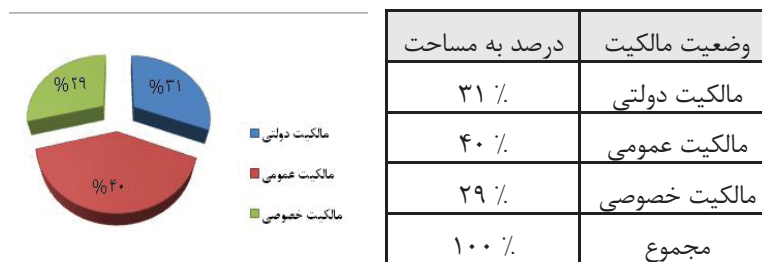 وضعیت مالکیت درصد به مساحت
مالکیت دولتی ٪ ۳۱
مالکیت عمومی ٪ ۴۰
مالکیت خصوصی ٪ ۲۹
مجموع ٪ ۱۰۰
%۲۹
%۳۱
%۴۰
مالکیت دولتی
مالکیت عمومی
مالکیت خصوصی